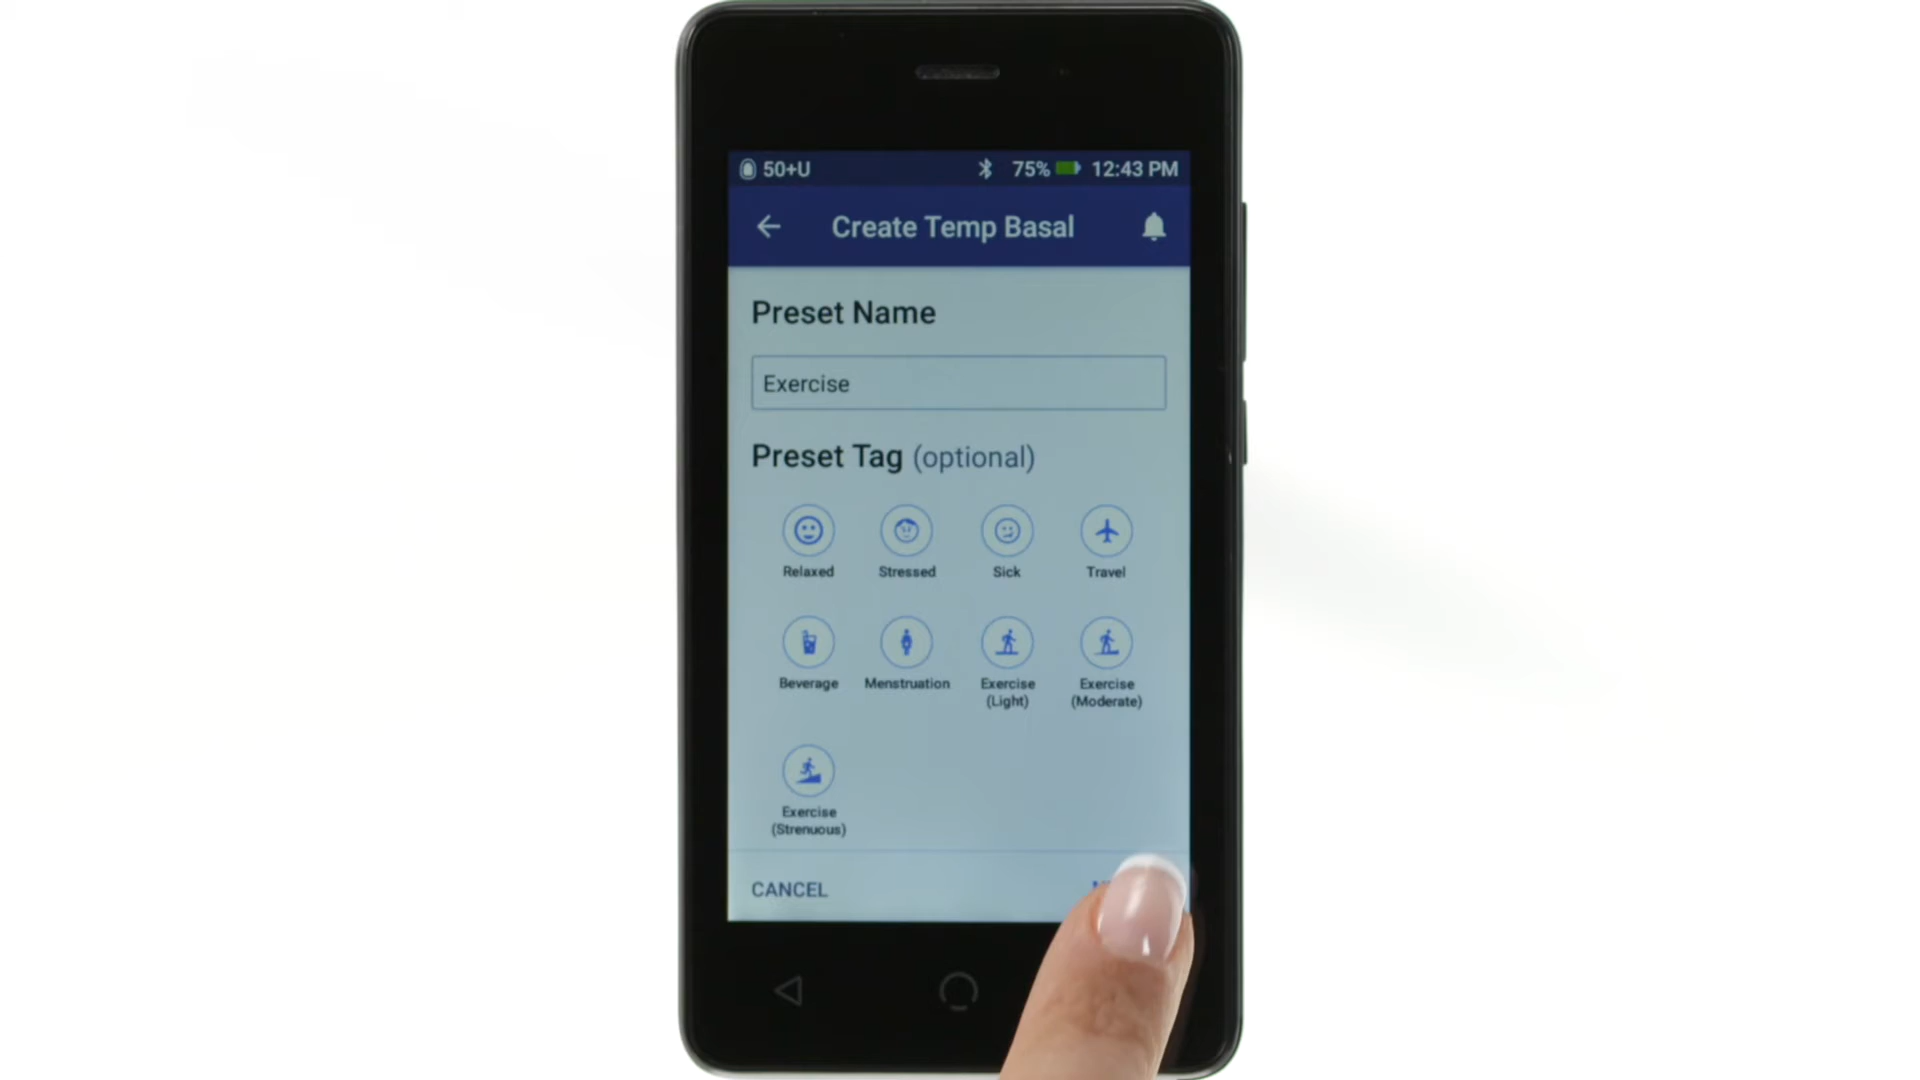 50+U 75% 12:43 PM
Create Temp Basal
Preset Name
Exercise
Preset Tag (optional)
Relaxed Stressed Sick Travel
Beverage Menstruation Exercise (Light) Exercise (Moderate)
Exercise (Strenuous)
CANCEL